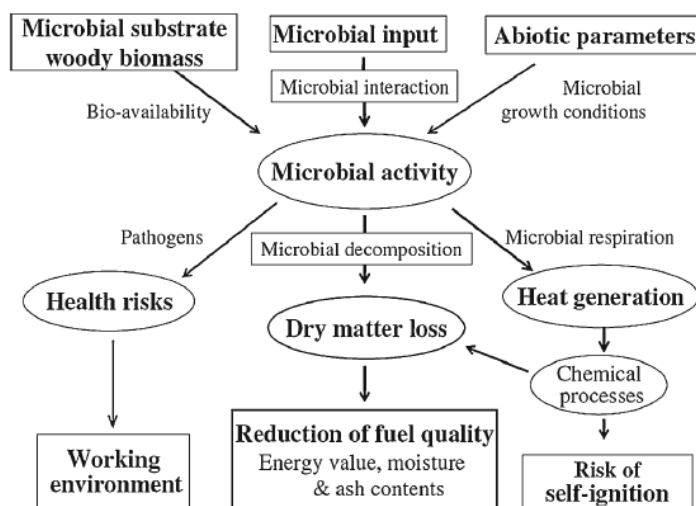 Microbial substrate
woody biomass
Microbial input
Abiotic parameters
Microbial interaction
Bio-availability
Microbial
growth conditions
Microbial activity
Pathogens
Microbial decomposition
Microbial respiration
Health risks
Dry matter loss
Heat generation
Chemical
processes
Working
environment
Reduction of fuel quality
Energy value, moisture
& ash contents
Risk of
self-ignition